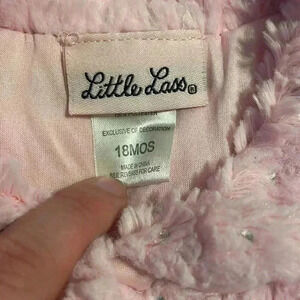 Little Lass®
EXCLUSIVE OF DECORATION
18MOS
MADE IN CHINA
SEE REVERSE FOR CARE